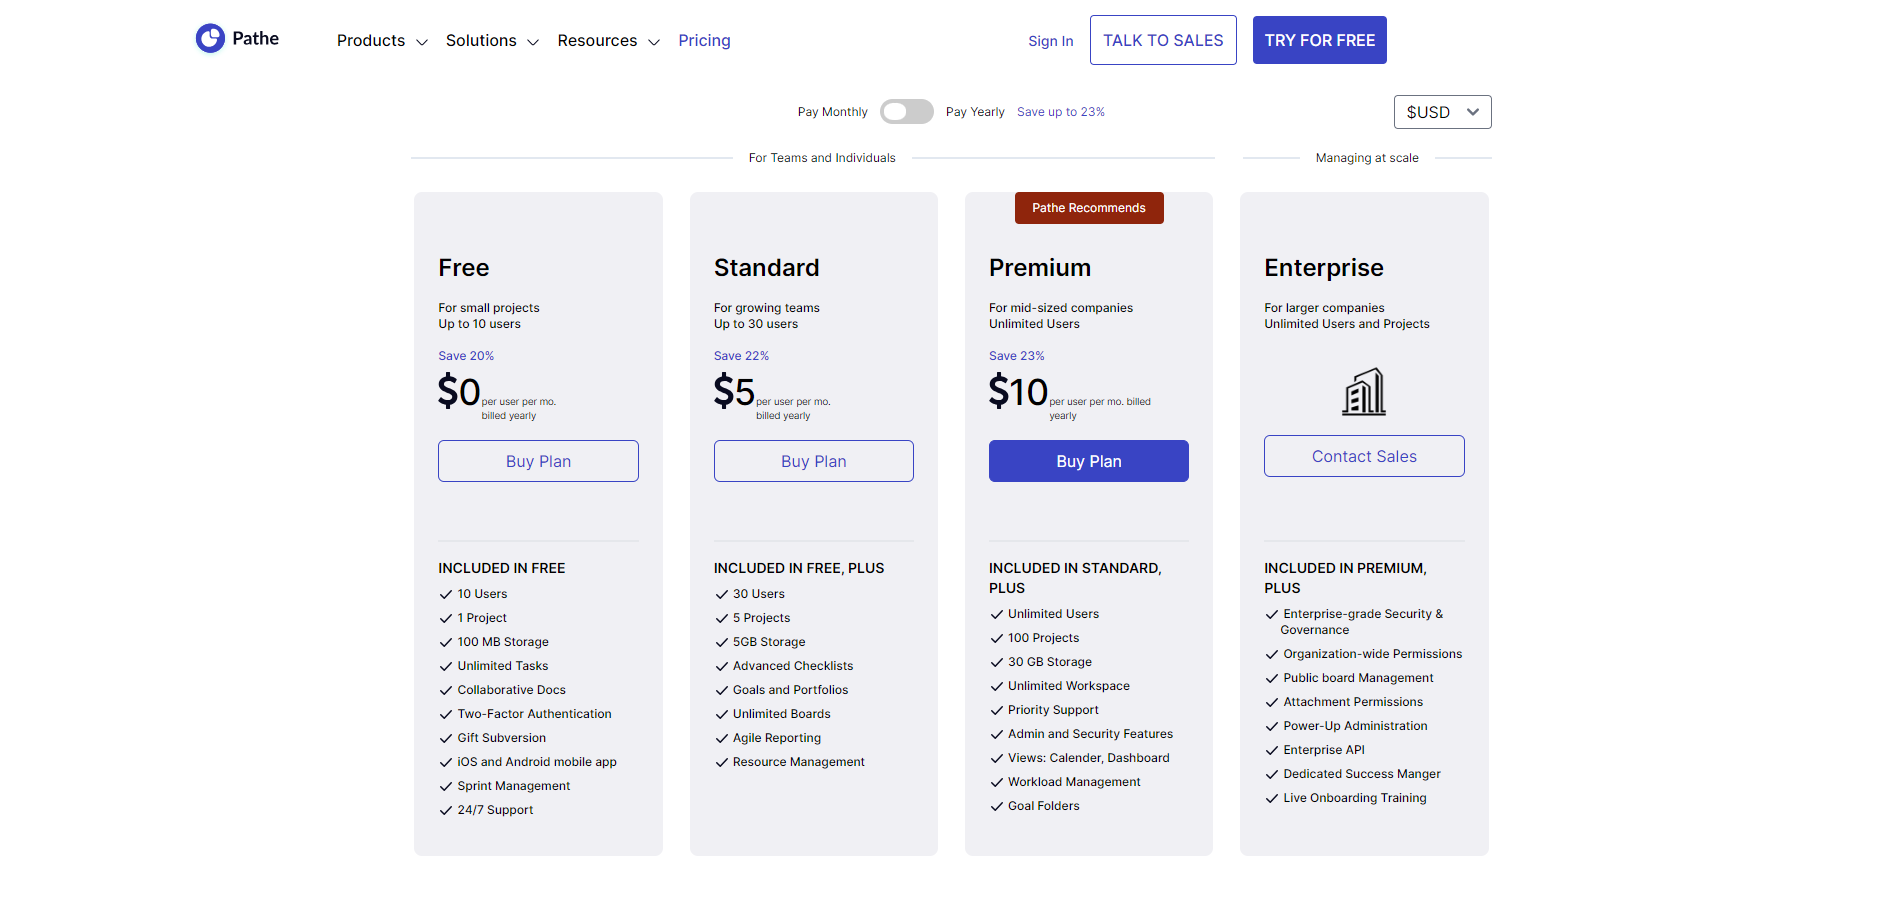 Pathe
Products
Solutions
Resources
Pricing
Sign In
TALK TO SALES
TRY FOR FREE
Pay Monthly
Pay Yearly
Save up to 23%
$USD
For Teams and Individuals
Managing at scale
Free
For small projects
Up to 10 users
Save 20%
$0 per user per mo.
billed yearly
Buy Plan
INCLUDED IN FREE
10 Users
1 Project
100 MB Storage
Unlimited Tasks
Collaborative Docs
Two-Factor Authentication
Gift Subversion
iOS and Android mobile app
Sprint Management
24/7 Support
Standard
For growing teams
Up to 30 users
Save 22%
$5 per user per mo.
billed yearly
Buy Plan
INCLUDED IN FREE, PLUS
30 Users
5 Projects
5GB Storage
Advanced Checklists
Goals and Portfolios
Unlimited Boards
Agile Reporting
Resource Management
Pathe Recommends
Premium
For mid-sized companies
Unlimited Users
Save 23%
$10 per user per mo. billed
yearly
Buy Plan
INCLUDED IN STANDARD,
PLUS
Unlimited Users
100 Projects
30 GB Storage
Unlimited Workspace
Priority Support
Admin and Security Features
Views: Calender, Dashboard
Workload Management
Goal Folders
Enterprise
For larger companies
Unlimited Users and Projects
Contact Sales
INCLUDED IN PREMIUM,
PLUS
Enterprise-grade Security &
Governance
Organization-wide Permissions
Public board Management
Attachment Permissions
Power-Up Administration
Enterprise API
Dedicated Success Manger
Live Onboarding Training